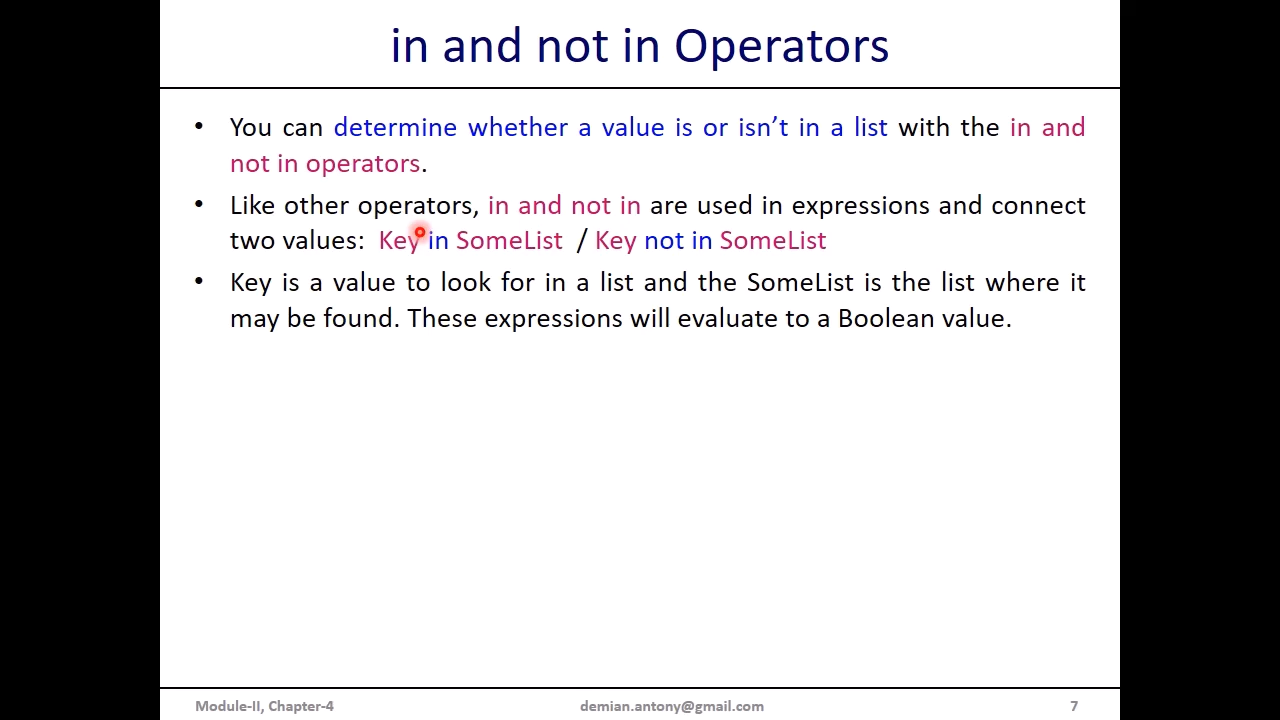 in and not in Operators
• You can determine whether a value is or isn’t in a list with the in and
not in operators.
• Like other operators, in and not in are used in expressions and connect
two values: Key in SomeList / Key not in SomeList
• Key is a value to look for in a list and the SomeList is the list where it
may be found. These expressions will evaluate to a Boolean value.
Module-II, Chapter-4 demian.antony@gmail.com 7